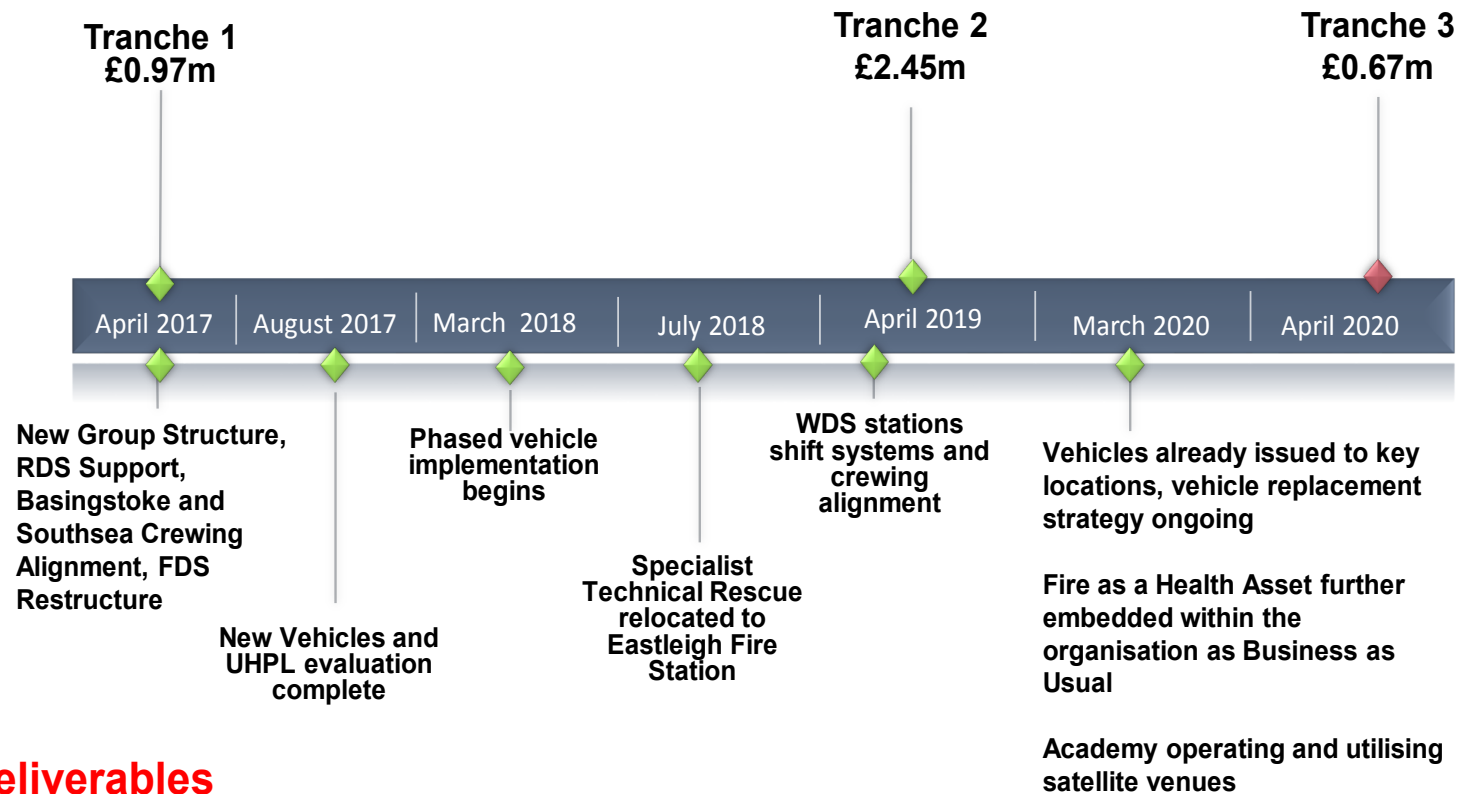 Tranche 1
£0.97m
Tranche 2
£2.45m
Tranche 3
£0.67m
April 2017
August 2017
March 2018
July 2018
April 2019
March 2020
April 2020
New Group Structure,
RDS Support,
Basingstoke and
Southsea Crewing
Alignment, FDS
Restructure
New Vehicles and
UHPL evaluation
complete
Phased vehicle
implementation
begins
Specialist
Technical Rescue
relocated to
Eastleigh Fire
Station
WDS stations
shift systems and
crewing
alignment
Vehicles already issued to key
locations, vehicle replacement
strategy ongoing
Fire as a Health Asset further
embedded within the
organisation as Business as
Usual
Academy operating and utilising
satellite venues
eliverables